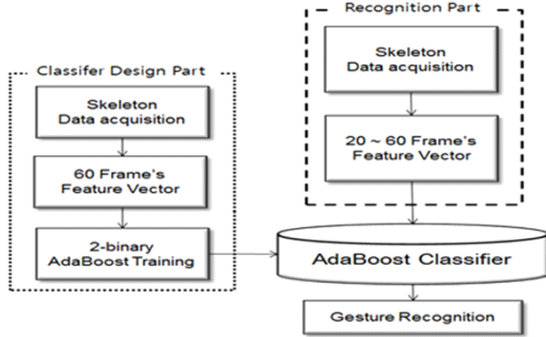 Classifer Design Part
Skeleton
Data acquisition
60 Frame's
Feature Vector
2-binary
AdaBoost Training
Recognition Part
Skeleton
Data acquisition
20 ~ 60 Frame's
Feature Vector
AdaBoost Classifier
Gesture Recognition